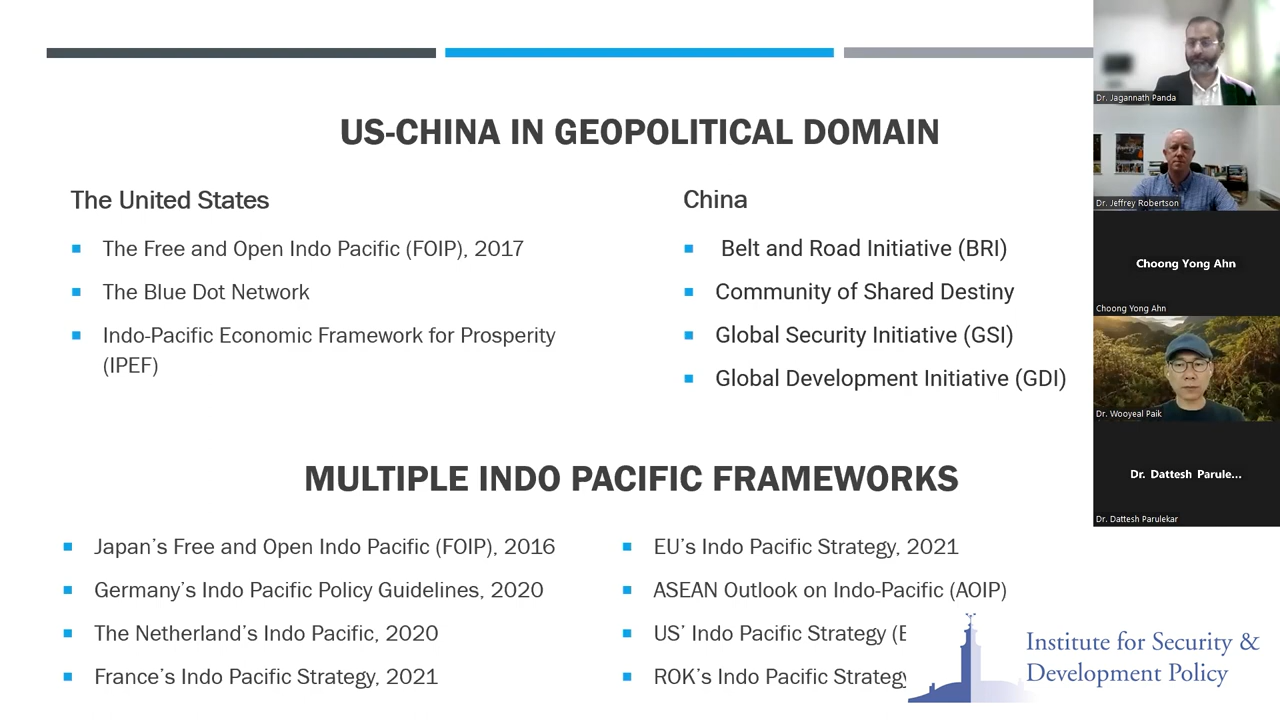 US-CHINA IN GEOPOLITICAL DOMAIN
The United States
The Free and Open Indo Pacific (FOIP), 2017
The Blue Dot Network
Indo-Pacific Economic Framework for Prosperity
(IPEF)
China
Belt and Road Initiative (BRI)
Community of Shared Destiny
Global Security Initiative (GSI)
Global Development Initiative (GDI)
MULTIPLE INDO PACIFIC FRAMEWORKS
Japan’s Free and Open Indo Pacific (FOIP), 2016
Germany’s Indo Pacific Policy Guidelines, 2020
The Netherland’s Indo Pacific, 2020
France’s Indo Pacific Strategy, 2021
EU’s Indo Pacific Strategy, 2021
ASEAN Outlook on Indo-Pacific (AOIP)
US’ Indo Pacific Strategy (
ROK’s Indo Pacific Strategy
Institute for Security &
Development Policy
Dr. Jagannath Panda
Dr. Jeffrey Robertson
Choong Yong Ahn
Choong Yong Ahn
Dr. Wooyeal Paik
Dr. Dattesh Parule...
Dr. Dattesh Parulekar